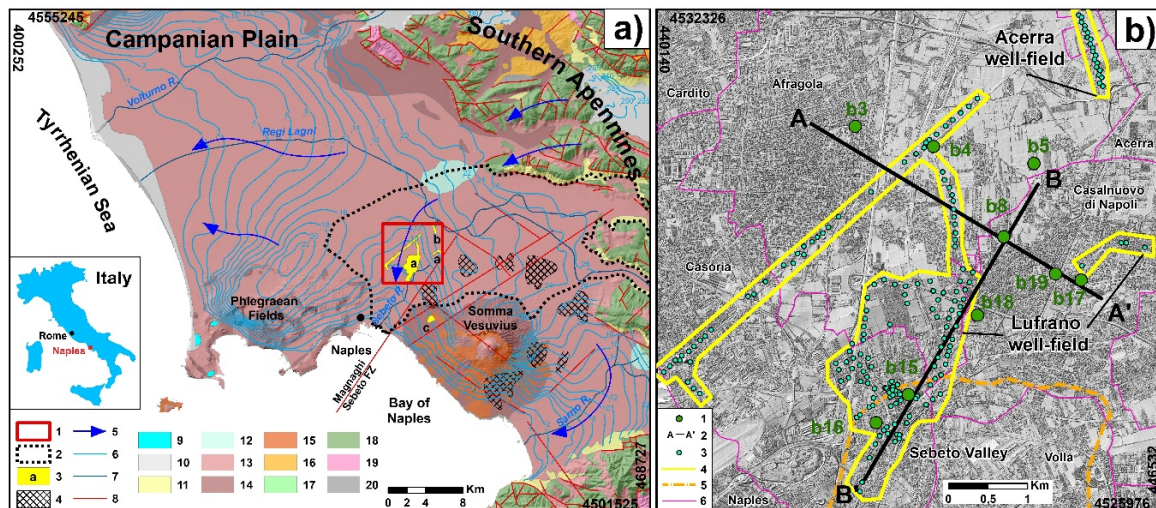 4555245
400252
Campanian Plain
Southern Apennines
a)
Volturno R.
Regi Lagni
Tyrrhenian Sea
b
a
a
Sebeto R.
c
Italy
Rome
Naples
Phlegraean
Fields
Somma
Vesuvius
Naples
Magnaghi
Sebeto FZ
Bay of
Naples
Sarno R.
468727
4501525
1
2
a 3
4
5
6
7
8
9
10
11
12
13
14
15
16
17
18
19
20
0 4 8 Km
4532326
440140
b)
Acerra
well-field
Cardito
Afragola
A
b3
b4
b5
Acerra
B
Casalnuovo
di Napoli
b8
Casoria
b19
b17
b18
A'
Lufrano
well-field
b15
b16
Sebeto Valley
Volla
Naples
B'
1
A—A' 2
3
4
5
6
0 0,5 1 Km
446532
4525976